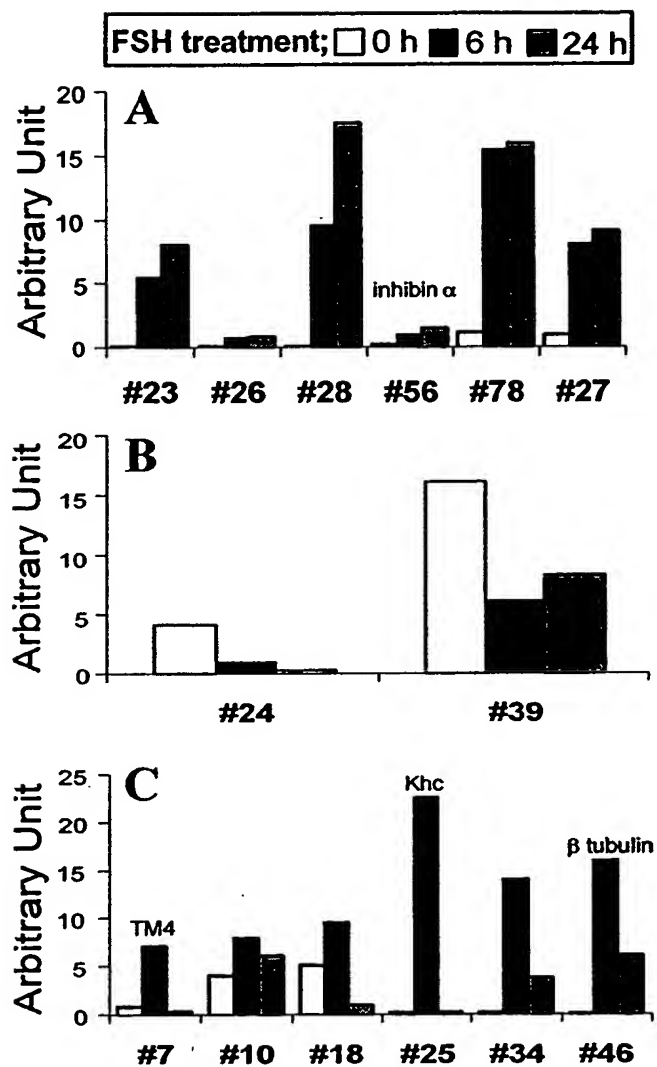 FSH treatment; 0 h 6 h 24 h
A
Arbitrary Unit
20
15
10
5
0
inhibin α
#23 #26 #28 #56 #78 #27
B
Arbitrary Unit
20
15
10
5
0
#24 #39
C
Arbitrary Unit
25
20
15
10
5
0
Khc
β tubulin
TM4
#7 #10 #18 #25 #34 #46